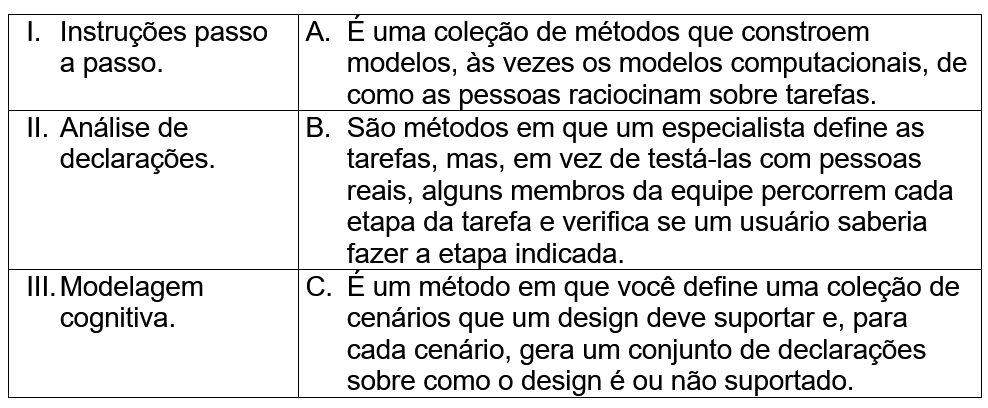 I. Instruções passo
a passo.
A. É uma coleção de métodos que constroem
modelos, às vezes os modelos computacionais, de
como as pessoas raciocinam sobre tarefas.
II. Análise de
declarações.
B. São métodos em que um especialista define as
tarefas, mas, em vez de testá-las com pessoas
reais, alguns membros da equipe percorrem cada
etapa da tarefa e verifica se um usuário saberia
fazer a etapa indicada.
III. Modelagem
cognitiva.
C. É um método em que você define uma coleção de
cenários que um design deve suportar e, para
cada cenário, gera um conjunto de declarações
sobre como o design é ou não suportado.